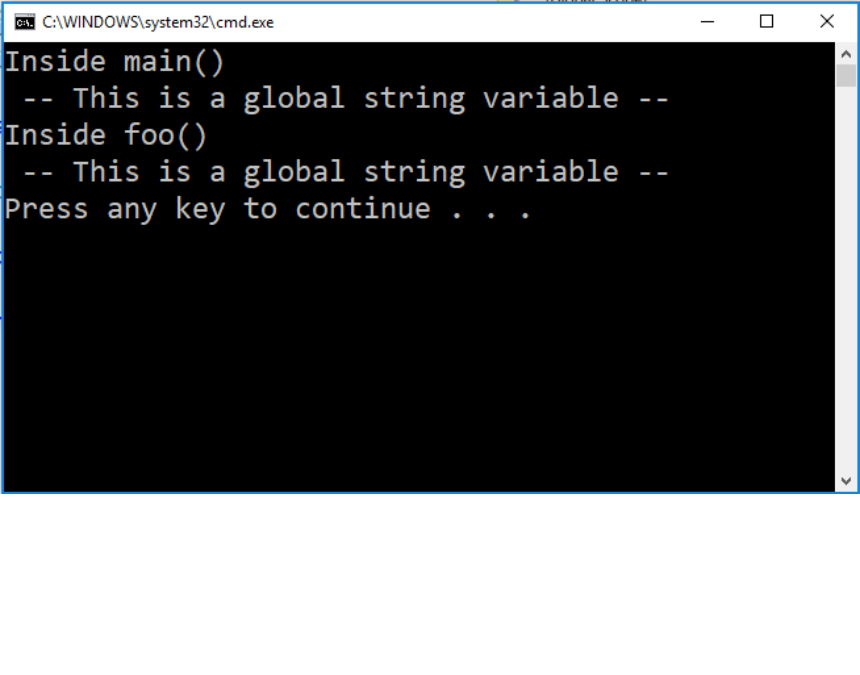 C:\WINDOWS\system32\cmd.exe
Inside main()
 -- This is a global string variable --
Inside foo()
 -- This is a global string variable --
Press any key to continue . . .